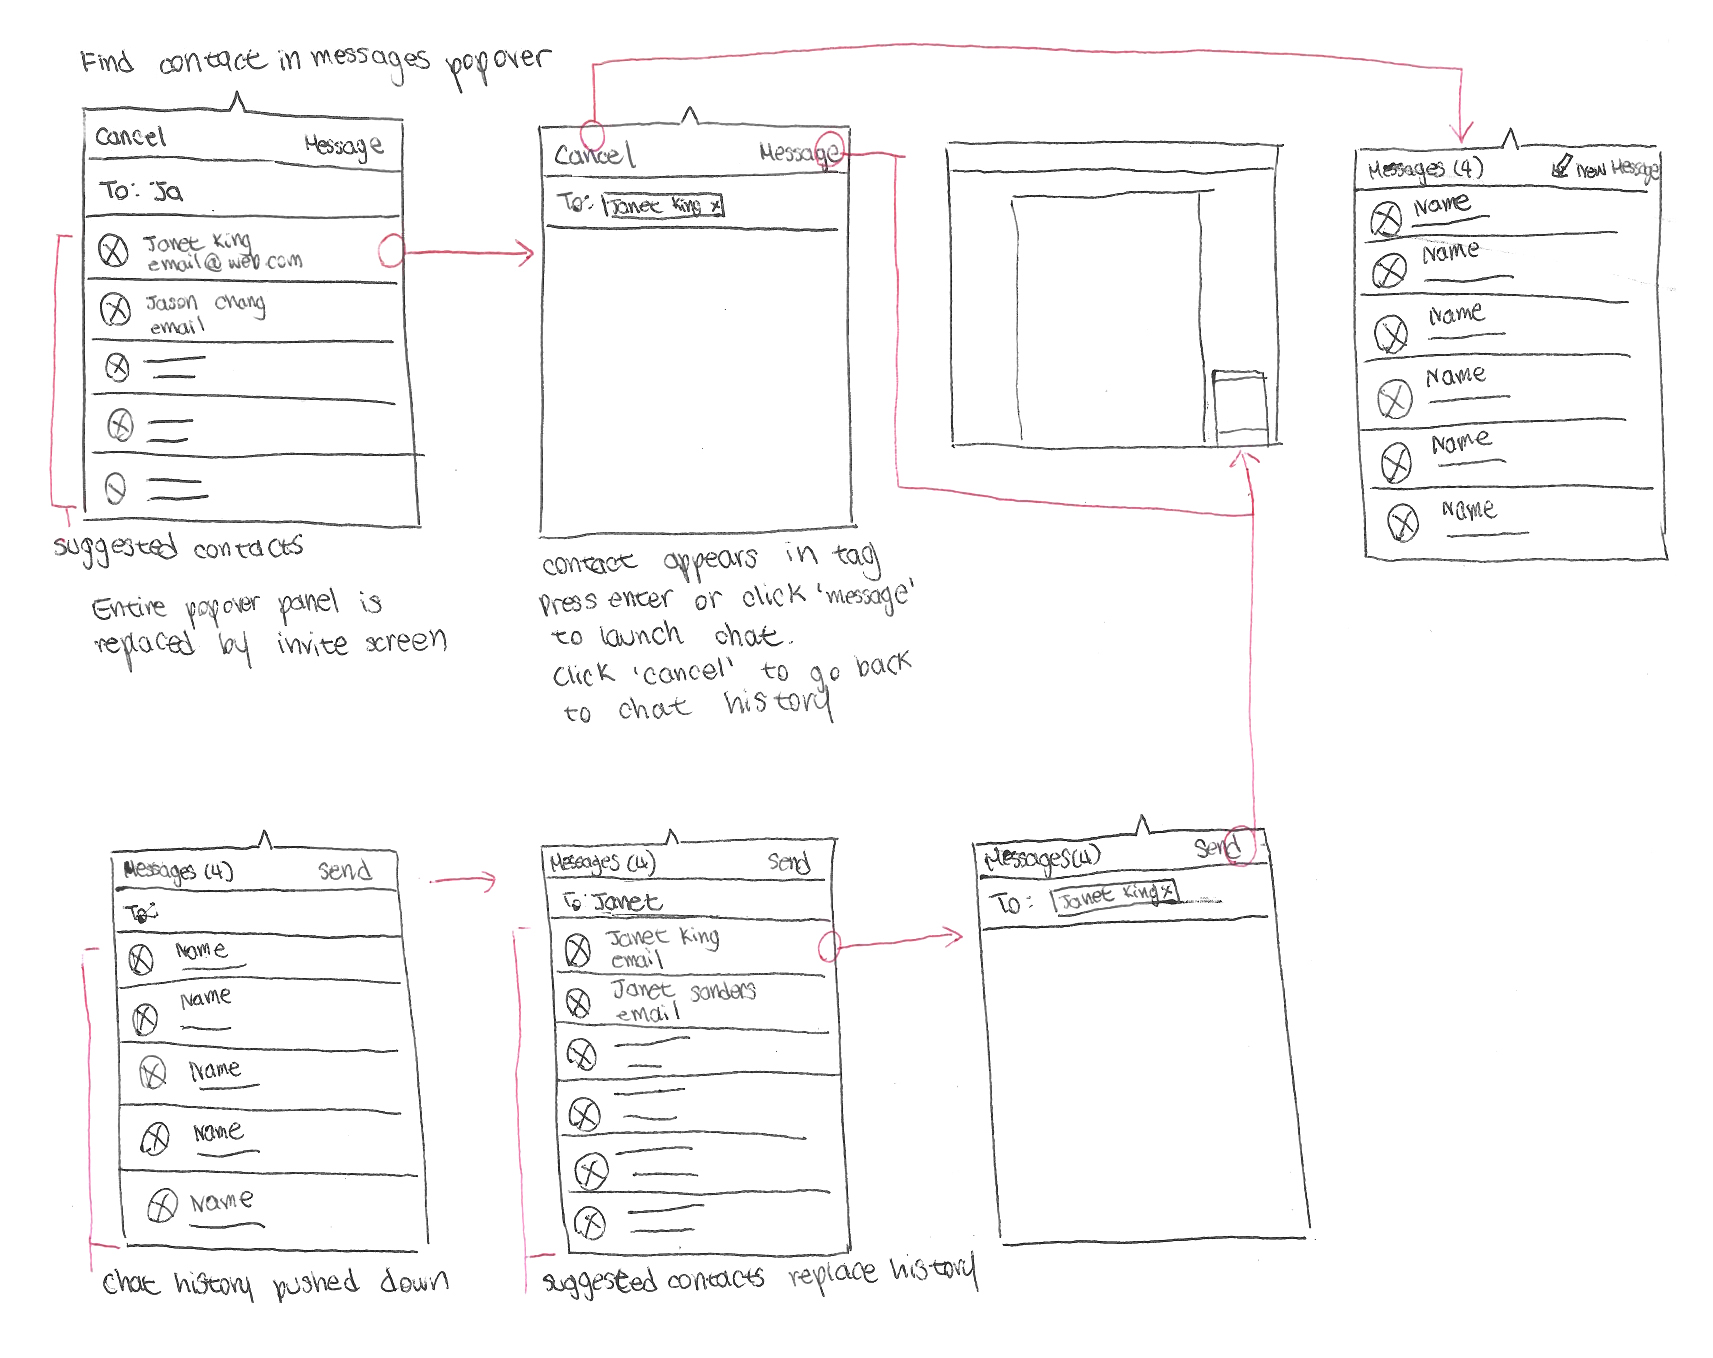 Find contact in messages popover
Cancel Message
To: Ja
Janet King
email@web.com
Jason Chang
email
suggested contacts
Entire popover panel is
replaced by invite screen
Cancel Message
To: Janet King x
contact appears in tag
press enter or click 'message'
to launch chat.
Click 'cancel' to go back
to chat history
Messages (4) New Message
Name
Name
Name
Name
Name
Name
Messages (4) Send
To:
Name
Name
Name
Name
Name
chat history pushed down
Messages (4) Send
To: Janet
Janet King
email
Janet Sanders
email
suggested contacts replace history
Messages (4) Send
To: Janet King x